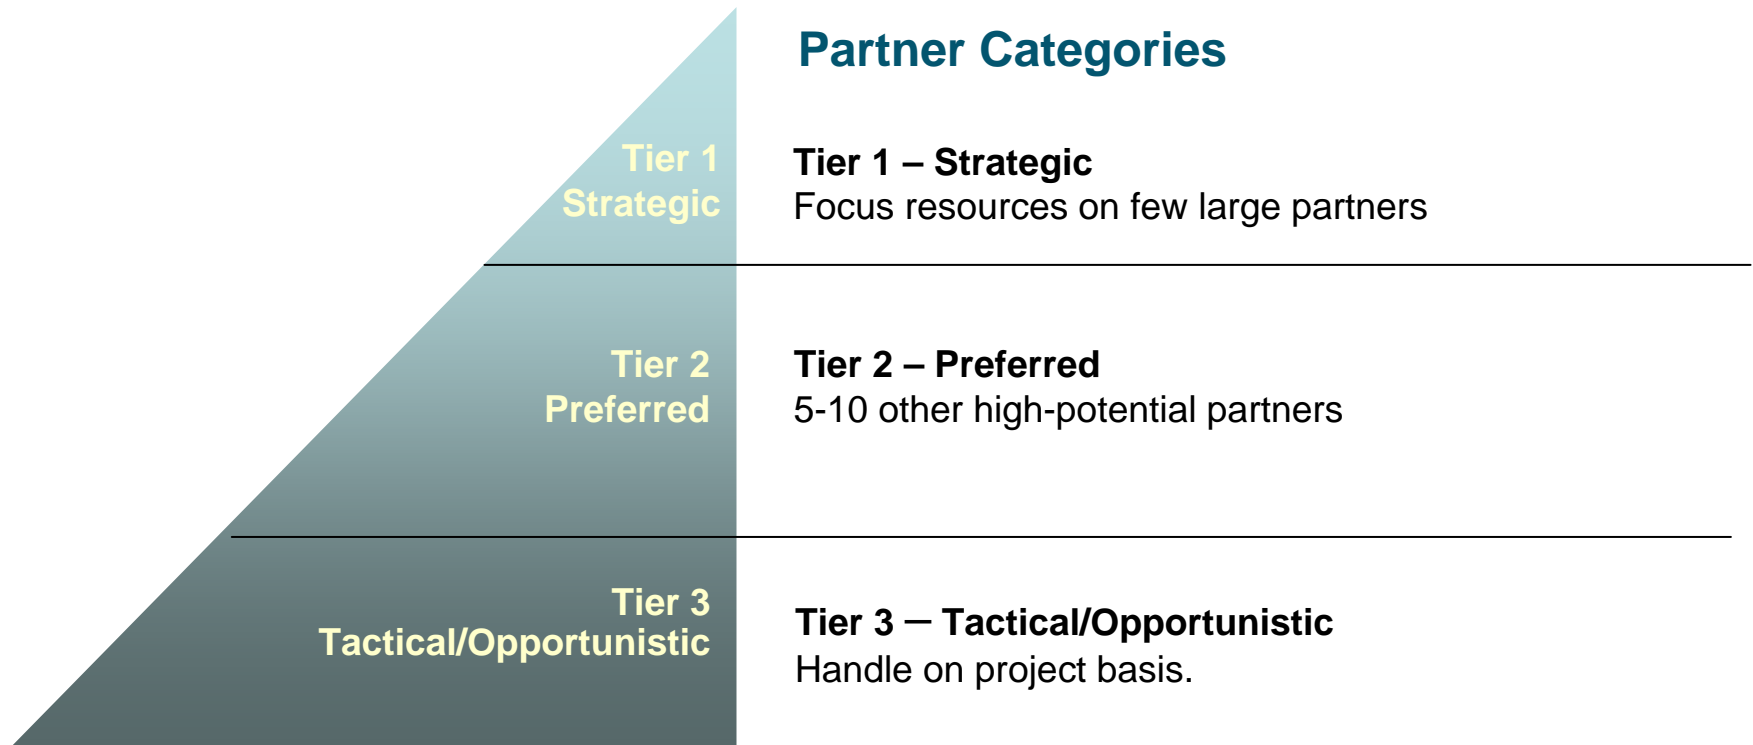 Partner Categories
Tier 1
Strategic
Tier 1 – Strategic
Focus resources on few large partners
Tier 2
Preferred
Tier 2 – Preferred
5-10 other high-potential partners
Tier 3
Tactical/Opportunistic
Tier 3 – Tactical/Opportunistic
Handle on project basis.